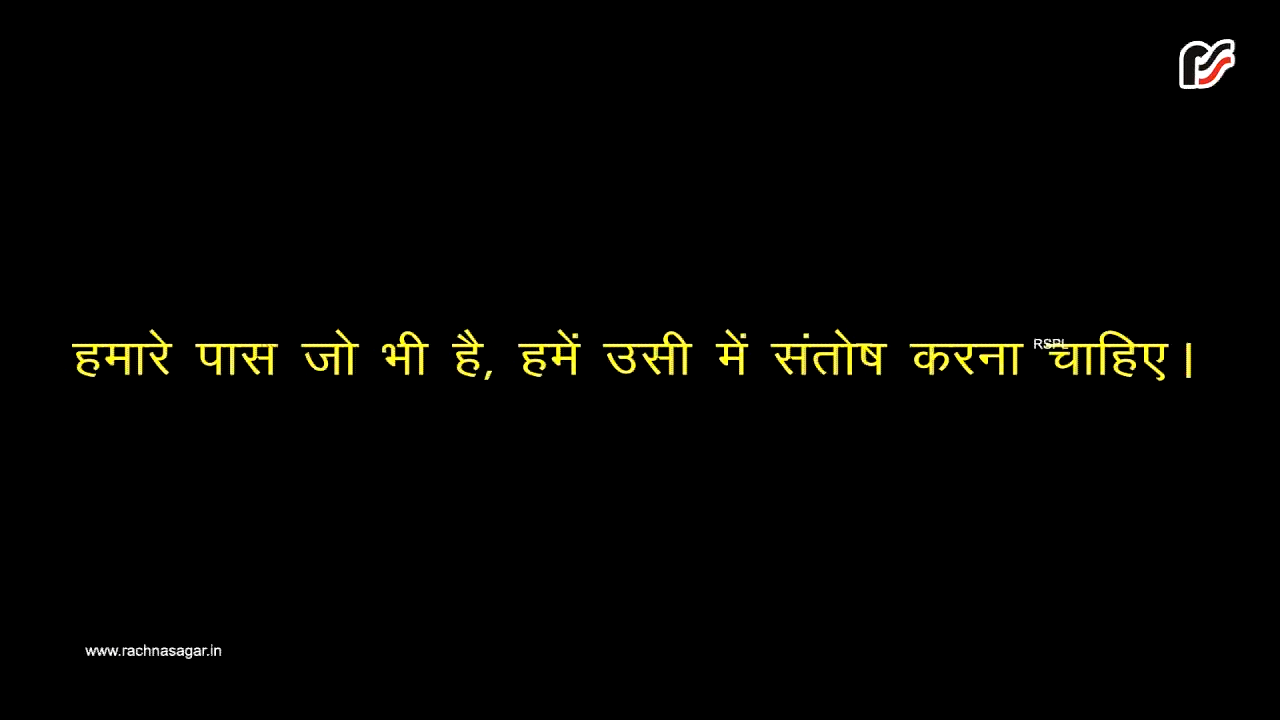 हमारे पास जो भी है, हमें उसी में संतोष करना चाहिए।
RSPL
www.rachnasagar.in